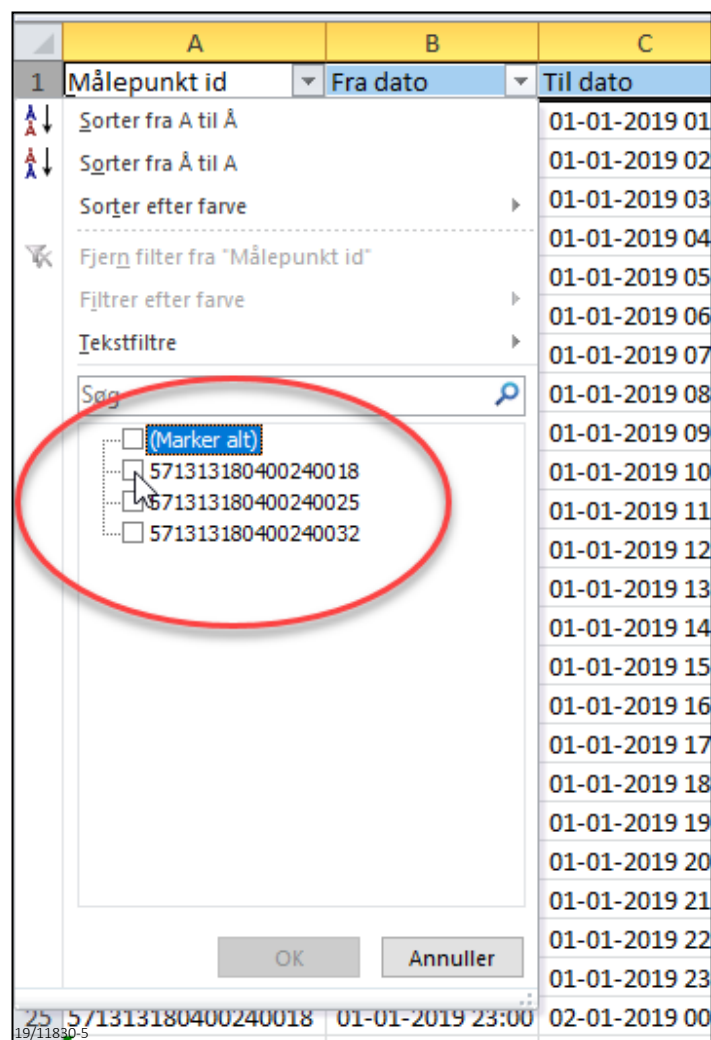 A B C
1 Målepunkt id Fra dato Til dato
Sorter fra A til Å 01-01-2019 01
Sorter fra Å til A 01-01-2019 02
Sorter efter farve 01-01-2019 03
01-01-2019 04
Fjern filter fra "Målepunkt id" 01-01-2019 05
Filtrer efter farve 01-01-2019 06
Tekstfiltre 01-01-2019 07
Søg 01-01-2019 08
(Marker alt) 01-01-2019 09
571313180400240018 01-01-2019 10
571313180400240025 01-01-2019 11
571313180400240032 01-01-2019 12
01-01-2019 13
01-01-2019 14
01-01-2019 15
01-01-2019 16
01-01-2019 17
01-01-2019 18
01-01-2019 19
01-01-2019 20
01-01-2019 21
OK Annuller 01-01-2019 22
01-01-2019 23
25 571313180400240018 01-01-2019 23:00 02-01-2019 00
19/11830-5